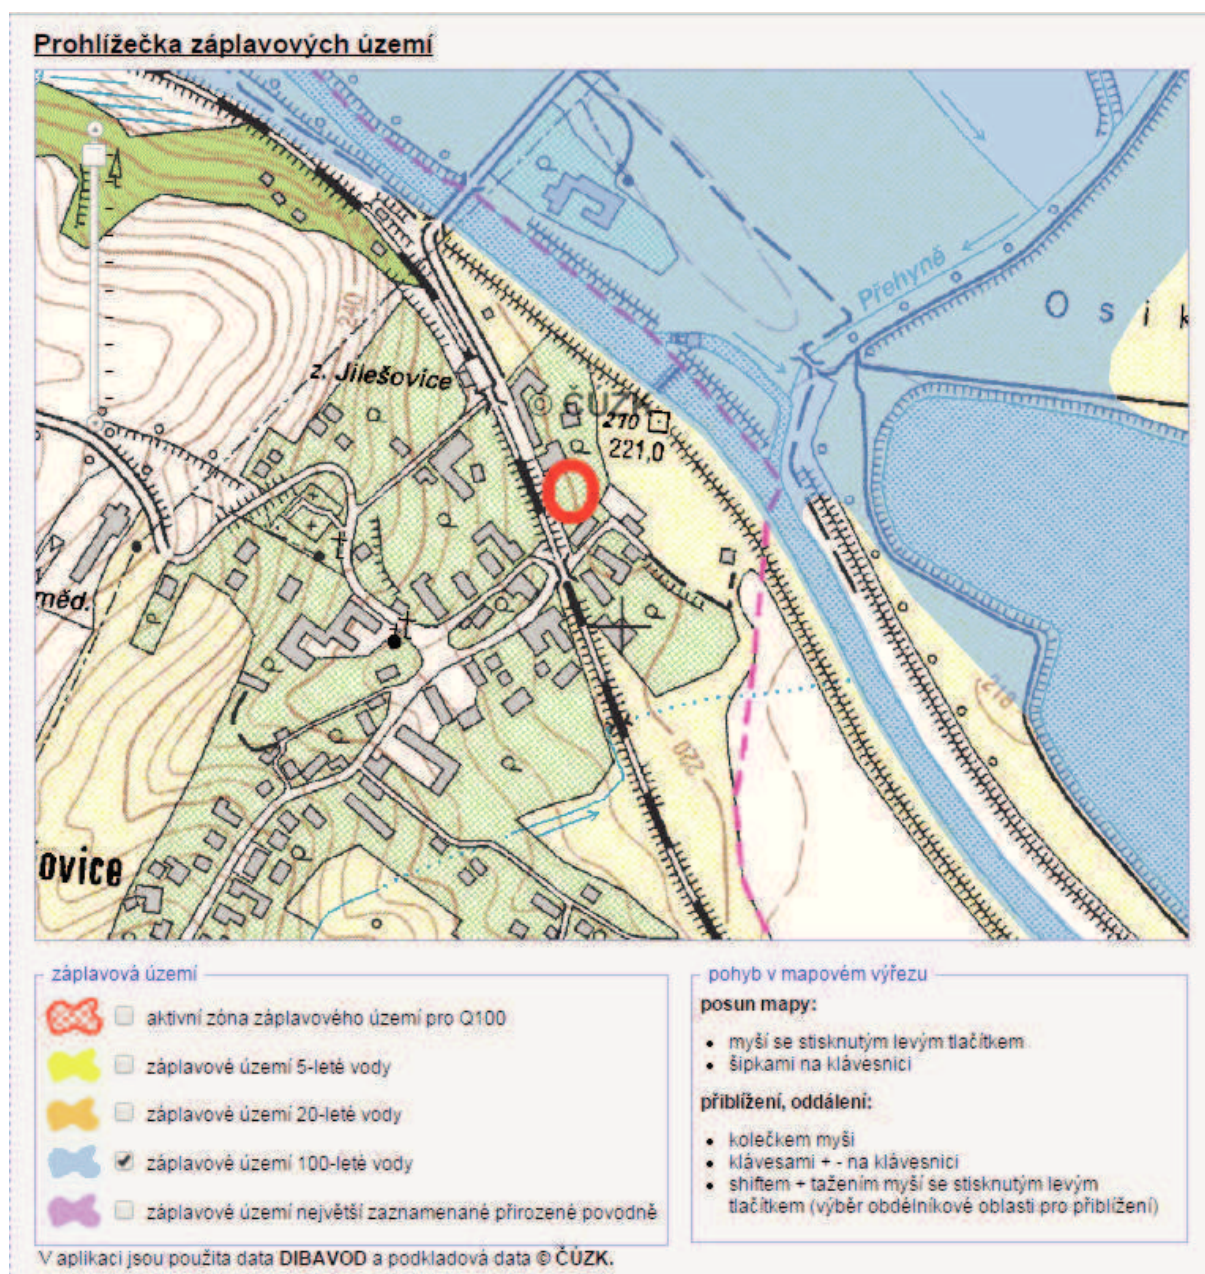 Prohlížečka záplavových území
240
Přehyně
O s i k
z. Jilešovice
© ČÚZK
210
221,0
měd.
220
210
ovice
záplavová území
aktivní zóna záplavového území pro Q100
záplavové území 5-leté vody
záplavové území 20-leté vody
záplavové území 100-leté vody
záplavové území největší zaznamenané přirozené povodně
pohyb v mapovém výřezu
posun mapy:
myší se stisknutým levým tlačítkem
šipkami na klávesnici
přiblížení, oddálení:
kolečkem myši
klávesami + - na klávesnici
shiftem + tažením myší se stisknutým levým
tlačítkem (výběr obdélníkové oblasti pro přiblížení)
V aplikaci jsou použita data DIBAVOD a podkladová data © ČÚZK.